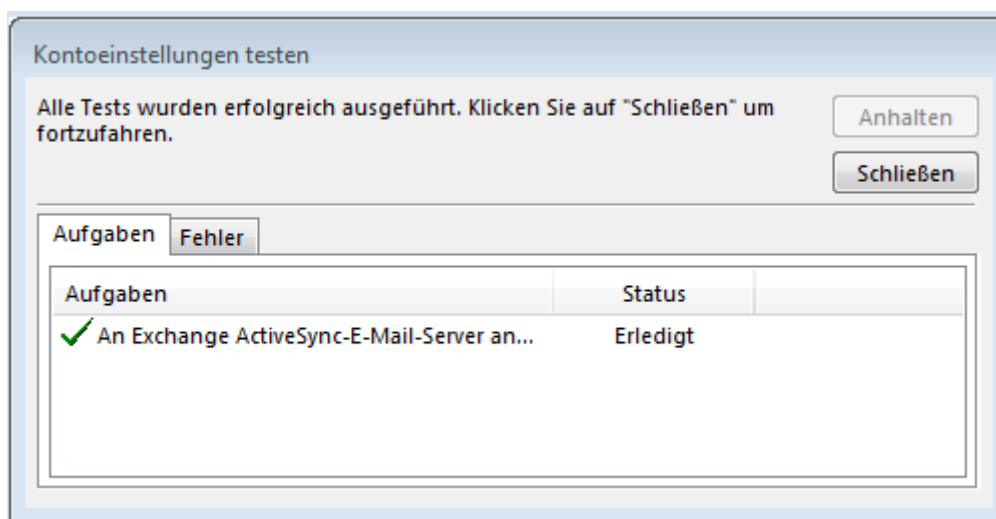 Kontoeinstellungen testen
Alle Tests wurden erfolgreich ausgeführt. Klicken Sie auf "Schließen" um
fortzufahren.
Anhalten
Schließen
Aufgaben
Fehler
Aufgaben
Status
An Exchange ActiveSync-E-Mail-Server an...
Erledigt